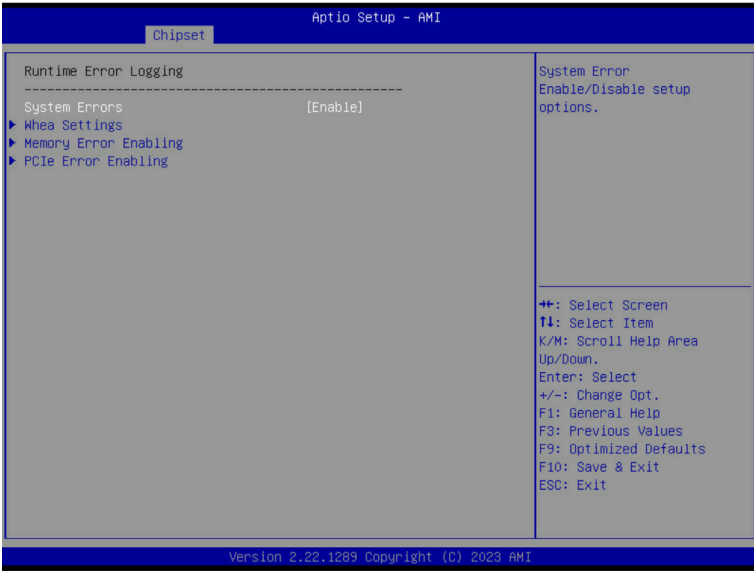 Aptio Setup – AMI
Chipset
Runtime Error Logging
--------------------------------------------------
System Errors [Enable]
Whea Settings
Memory Error Enabling
PCIe Error Enabling
System Error
Enable/Disable setup
options.
→←: Select Screen
↑↓: Select Item
K/M: Scroll Help Area
Up/Down.
Enter: Select
+/-: Change Opt.
F1: General Help
F3: Previous Values
F9: Optimized Defaults
F10: Save & Exit
ESC: Exit
Version 2.22.1289 Copyright (C) 2023 AMI